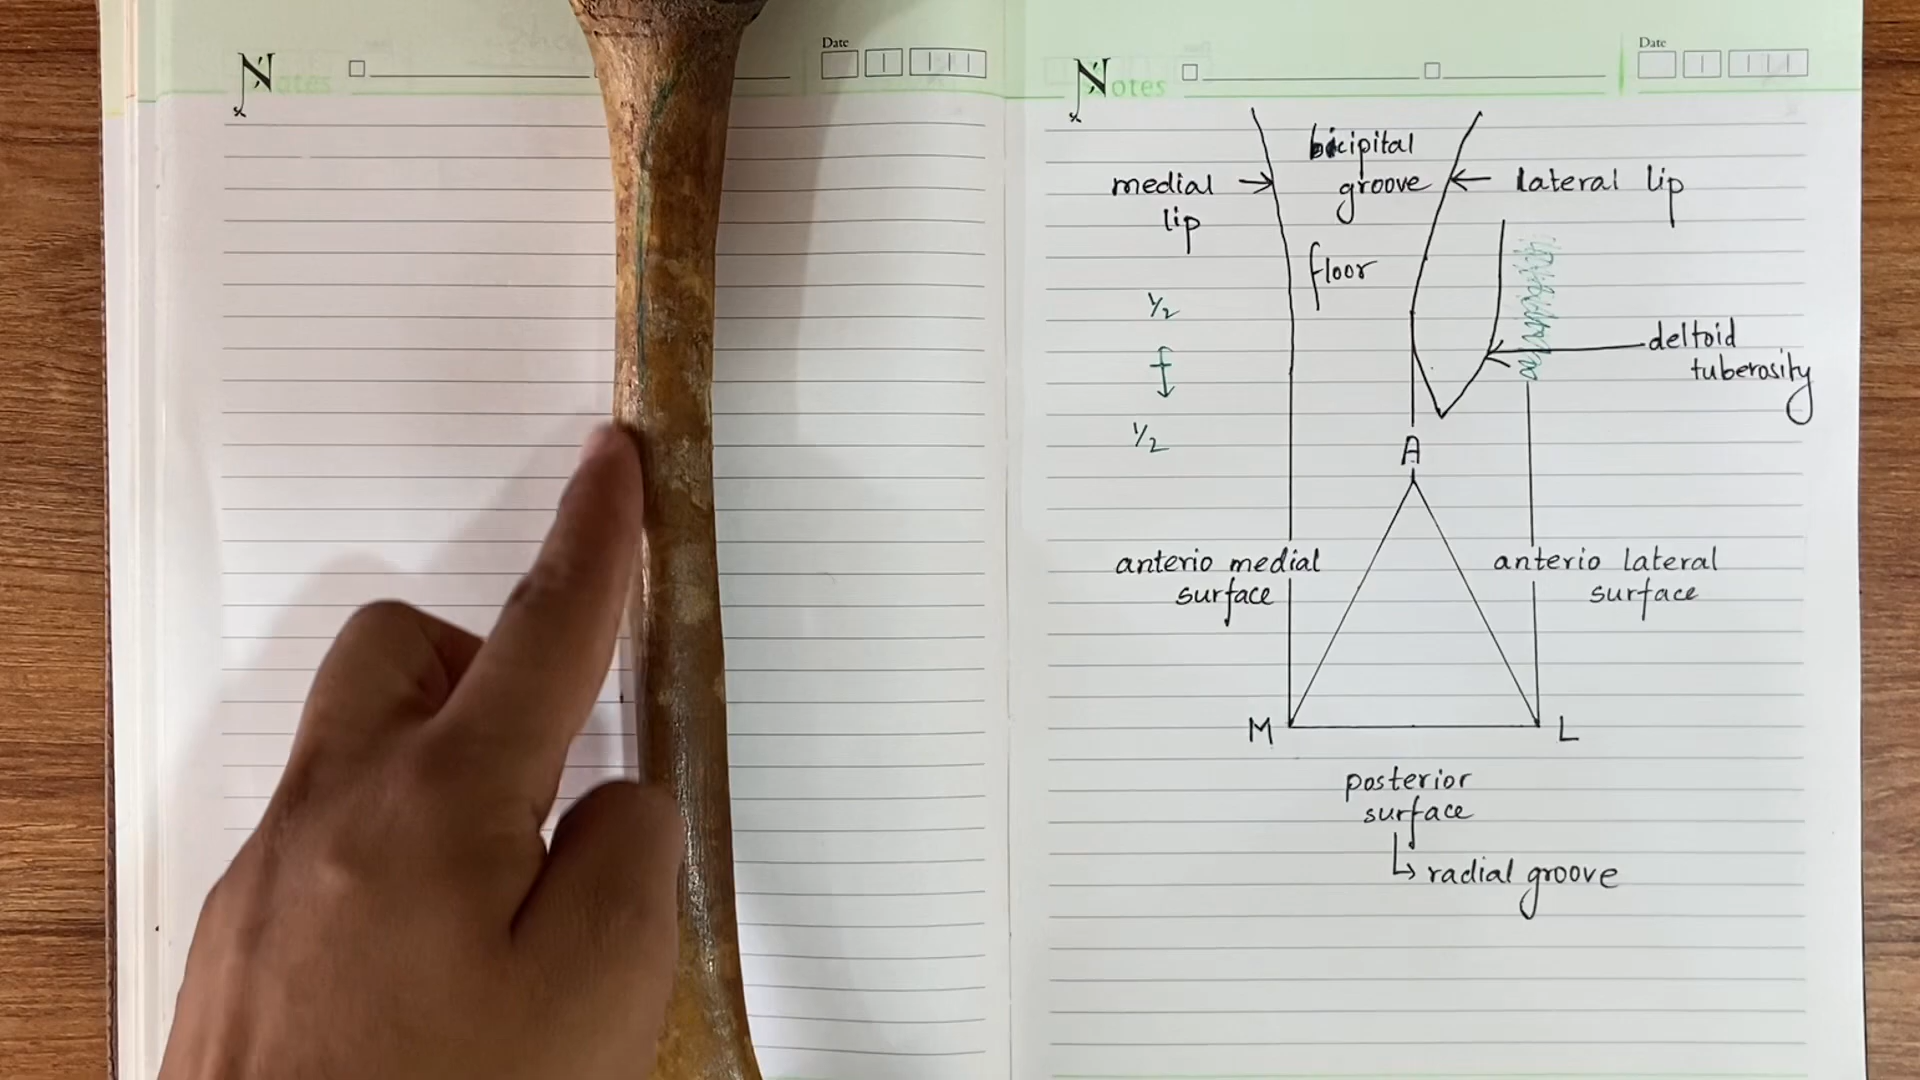 Notes
Date
Notes
Date
bicipital
groove
medial
lip
lateral lip
floor
1/2
1/2
deltoid
tuberosity
A
anterio medial
surface
anterio lateral
surface
M
L
posterior
surface
radial groove